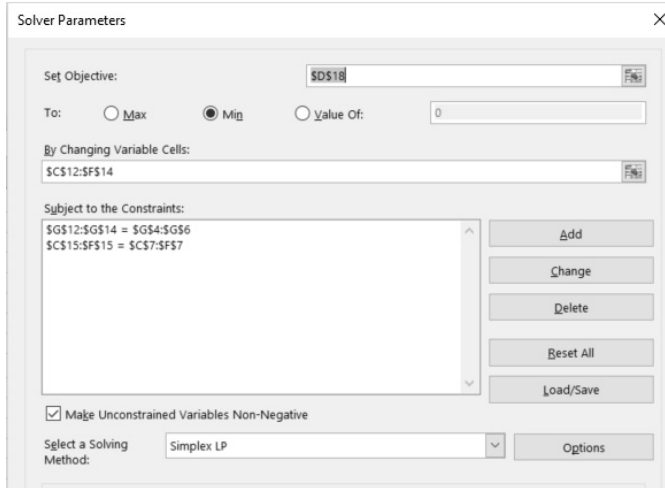 Solver Parameters
Set Objective: $D$18
To: Max Min Value Of: 0
By Changing Variable Cells:
$C$12:$F$14
Subject to the Constraints:
$G$12:$G$14 = $G$4:$G$6
$C$15:$F$15 = $C$7:$F$7
Add
Change
Delete
Reset All
Load/Save
Make Unconstrained Variables Non-Negative
Select a Solving Method: Simplex LP Options